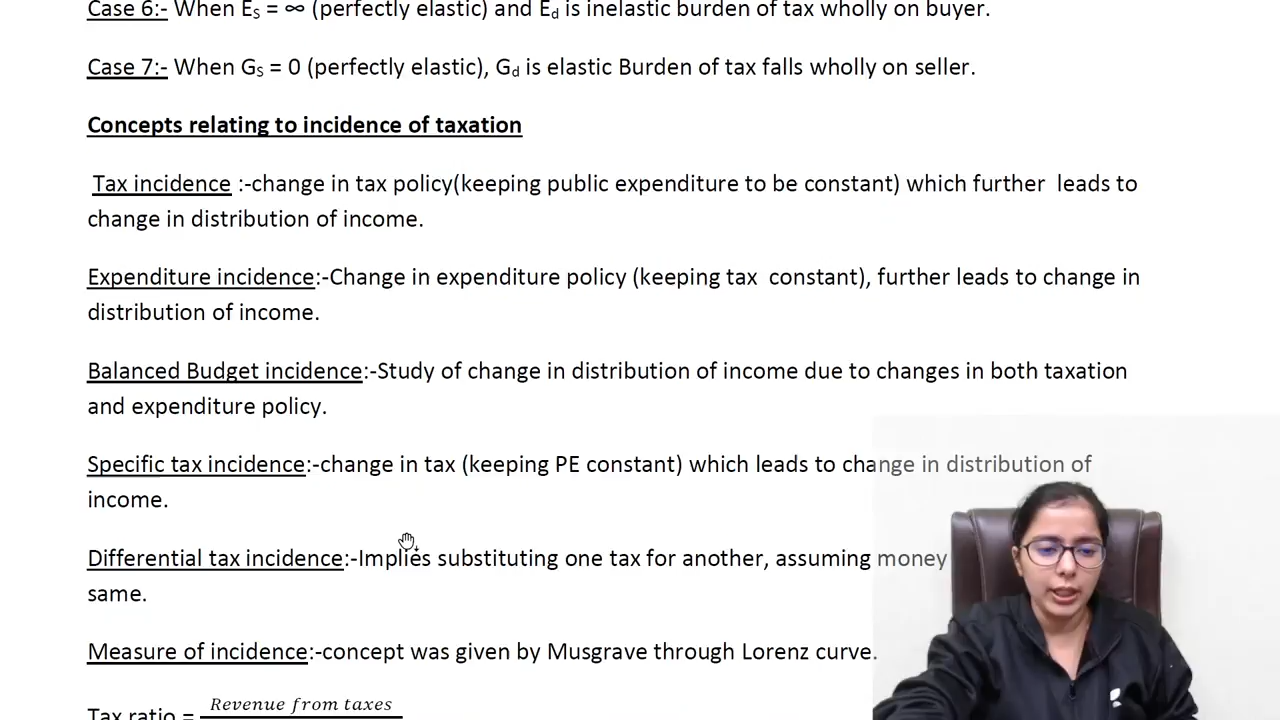 Case 6:- When Es = ∞ (perfectly elastic) and Ed is inelastic burden of tax wholly on buyer.
Case 7:- When Gs = 0 (perfectly elastic), Gd is elastic Burden of tax falls wholly on seller.
Concepts relating to incidence of taxation
Tax incidence :-change in tax policy(keeping public expenditure to be constant) which further leads to
change in distribution of income.
Expenditure incidence:-Change in expenditure policy (keeping tax constant), further leads to change in
distribution of income.
Balanced Budget incidence:-Study of change in distribution of income due to changes in both taxation
and expenditure policy.
Specific tax incidence:-change in tax (keeping PE constant) which leads to change in distribution of
income.
Differential tax incidence:-Implies substituting one tax for another, assuming money
same.
Measure of incidence:-concept was given by Musgrave through Lorenz curve.
Tax ratio = Revenue from taxes